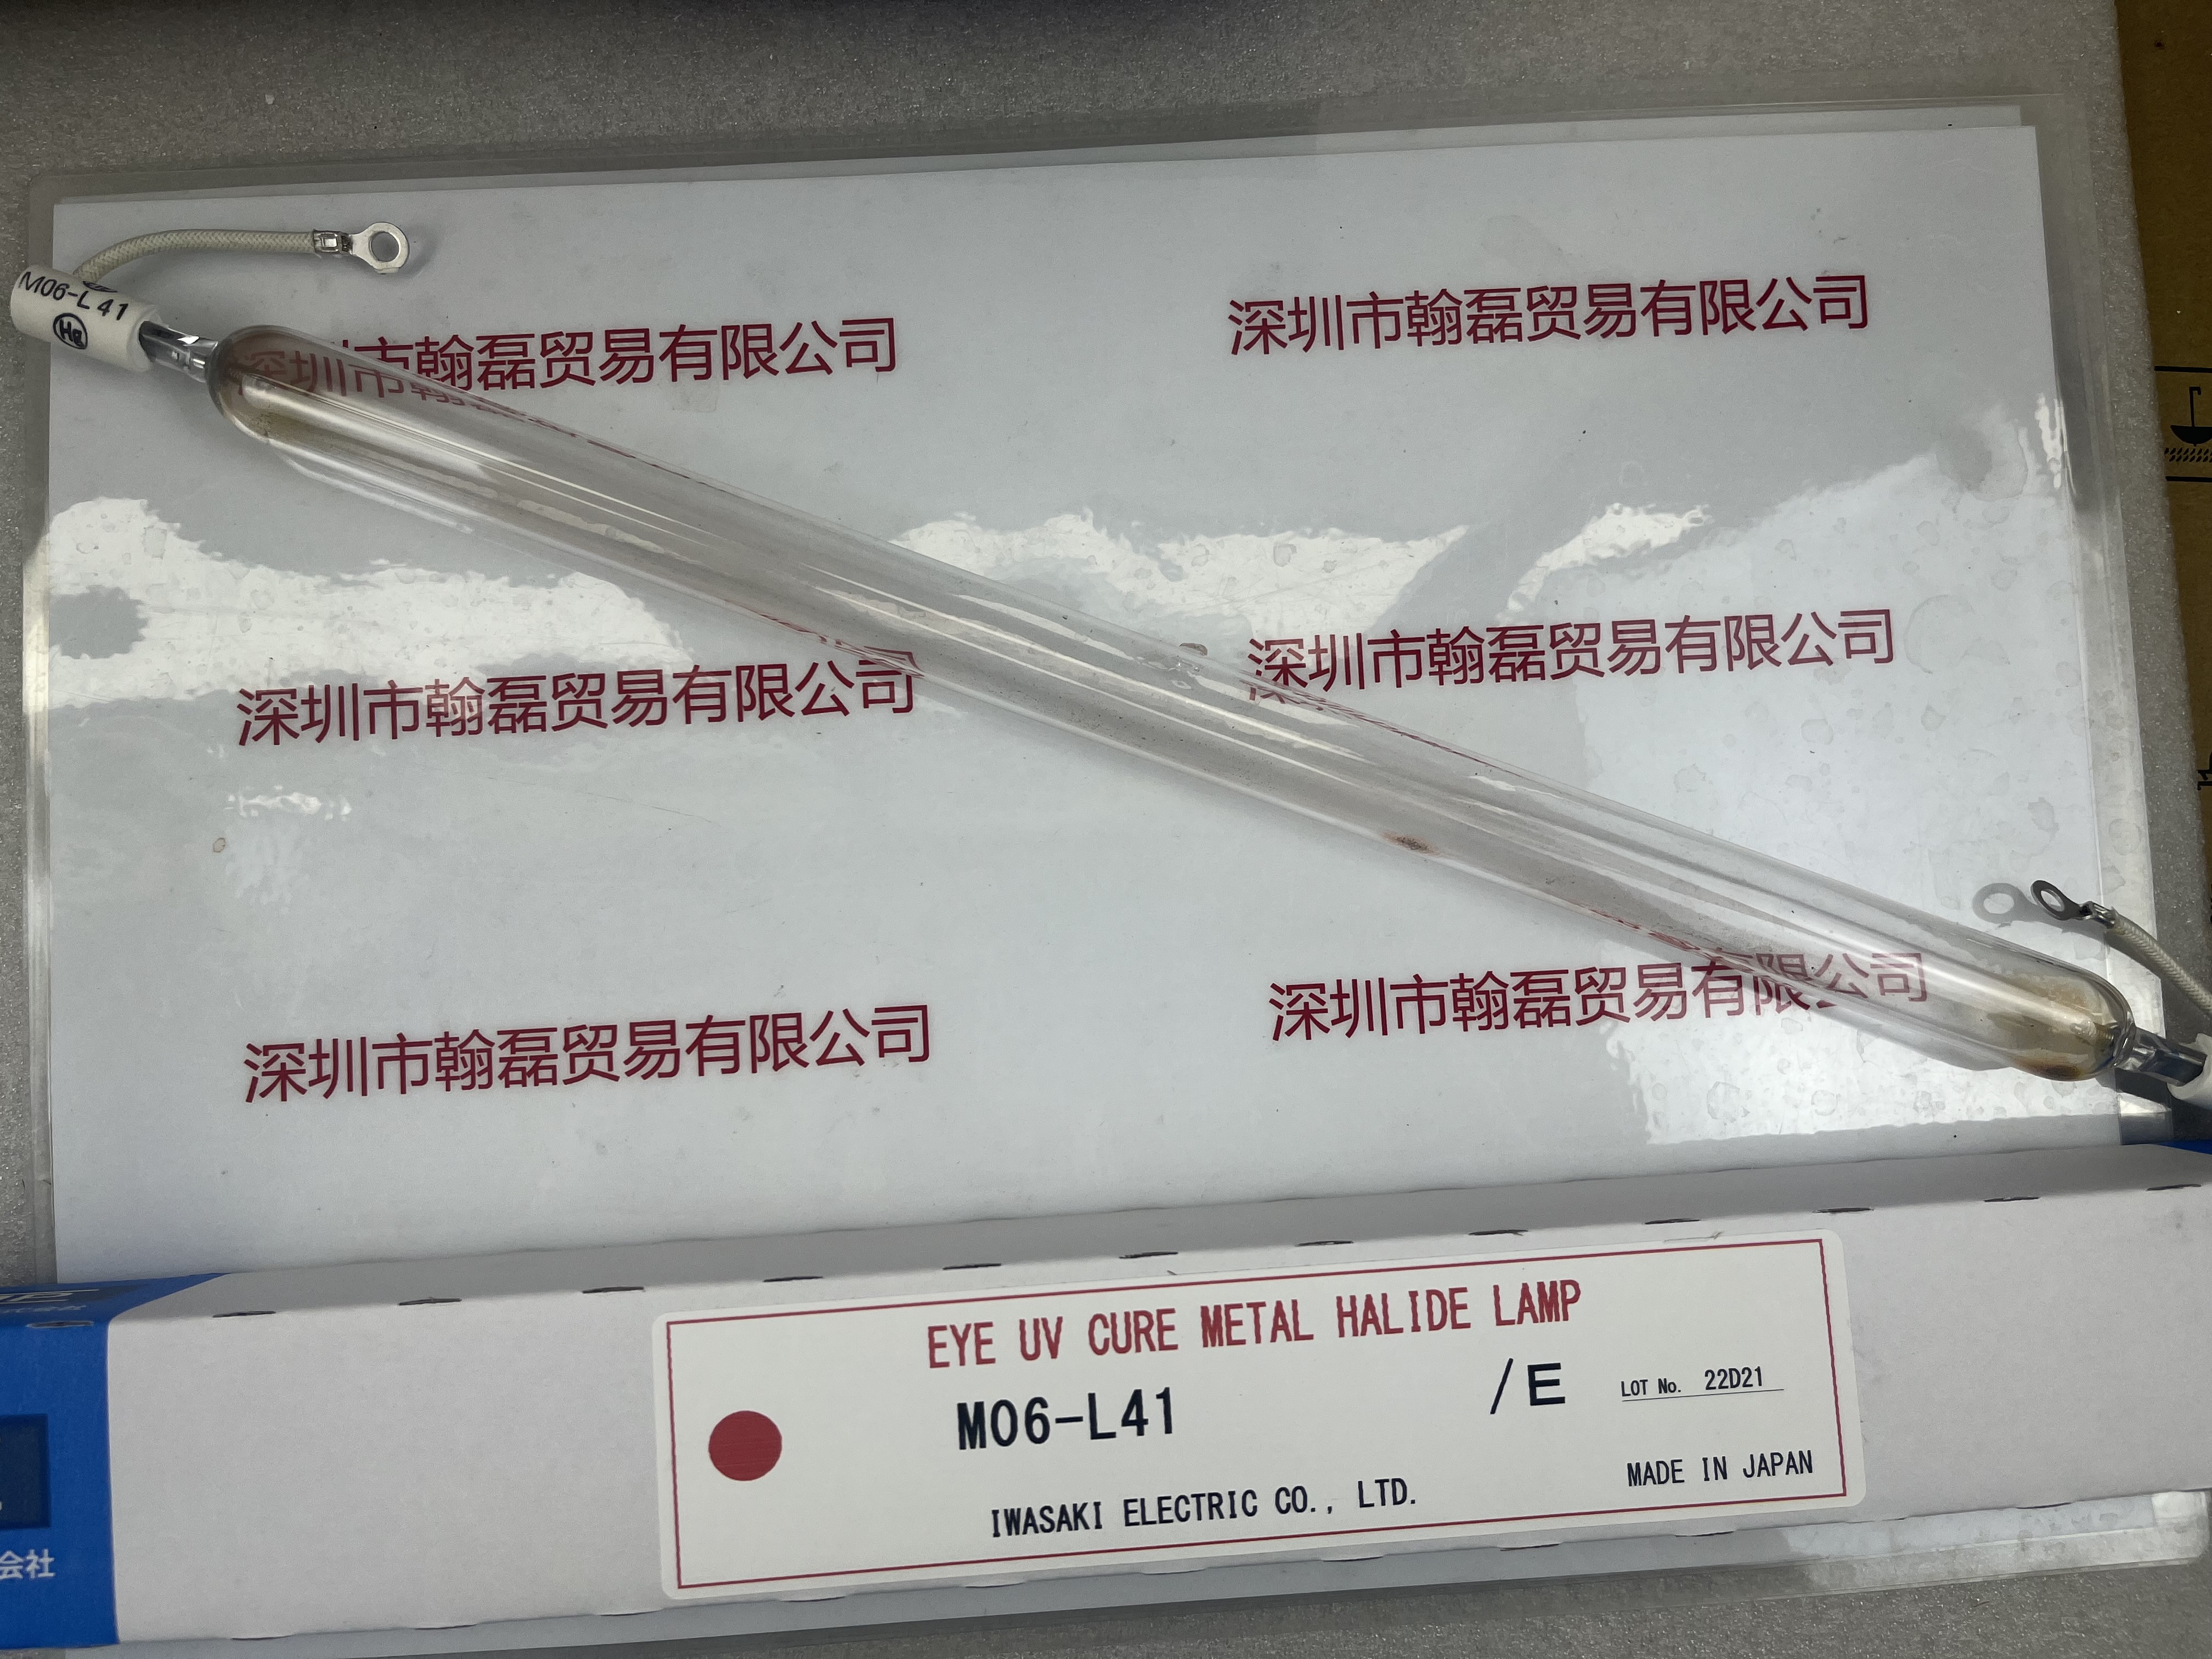 M06-L 41
Hg
深圳市翰磊贸易有限公司
深圳市翰磊贸易有限公司
深圳市翰磊贸易有限公司
深圳市翰磊贸易有限公司
深圳市翰磊贸易有限公司
深圳市翰磊贸易有限公司
EYE UV CURE METAL HALIDE LAMP
M06-L41 /E LOT No. 22D21
IWASAKI ELECTRIC CO., LTD. MADE IN JAPAN
会社